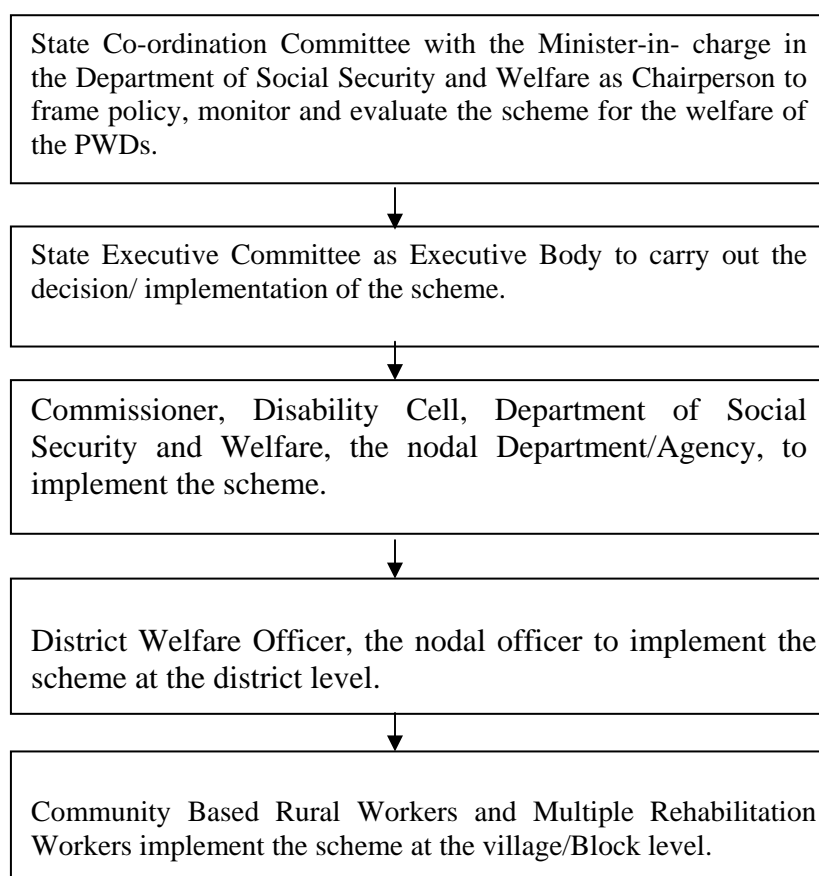 State Co-ordination Committee with the Minister-in- charge in
the Department of Social Security and Welfare as Chairperson to
frame policy, monitor and evaluate the scheme for the welfare of
the PWDs.
State Executive Committee as Executive Body to carry out the
decision/ implementation of the scheme.
Commissioner, Disability Cell, Department of Social
Security and Welfare, the nodal Department/Agency, to
implement the scheme.
District Welfare Officer, the nodal officer to implement the
scheme at the district level.
Community Based Rural Workers and Multiple Rehabilitation
Workers implement the scheme at the village/Block level.